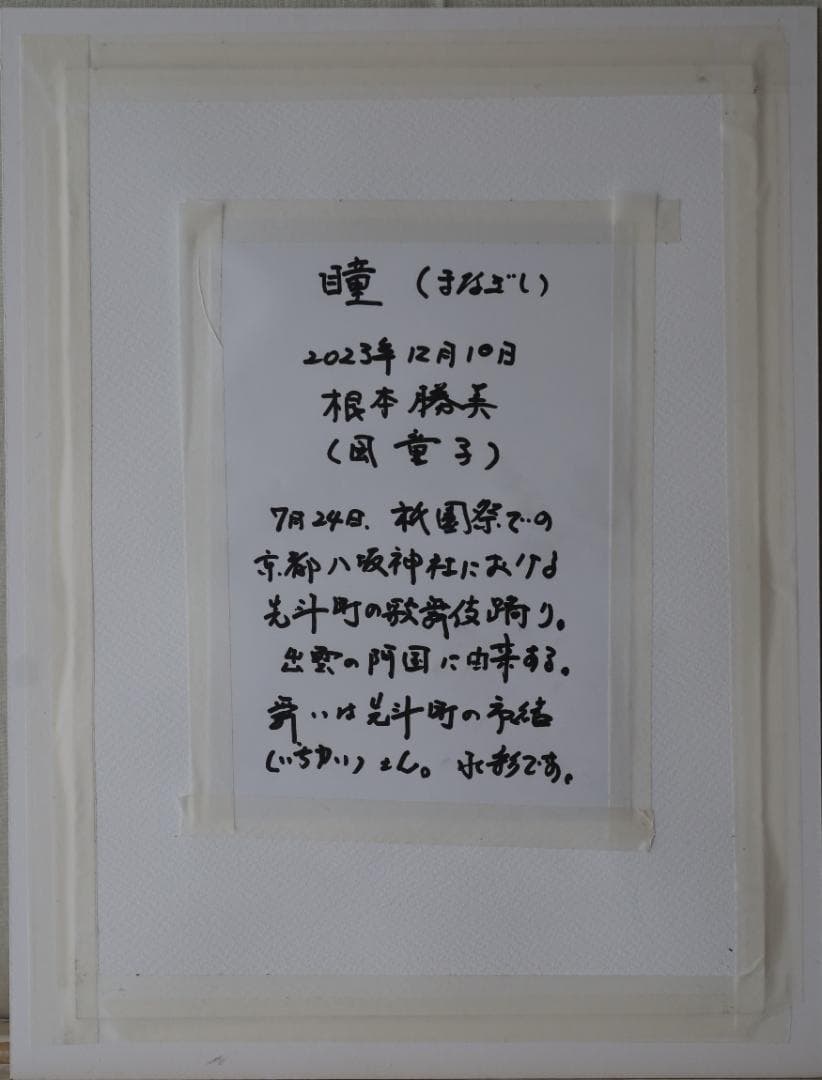 瞳 (まなざし)
2023年12月10日
根本勝美
(風童子)
7月24日、祇園祭での
京都八坂神社における
先斗町の歌舞伎踊り。
出雲の阿国に由来する。
舞いは先斗町の市結
(いちゆい)さん。水彩です。